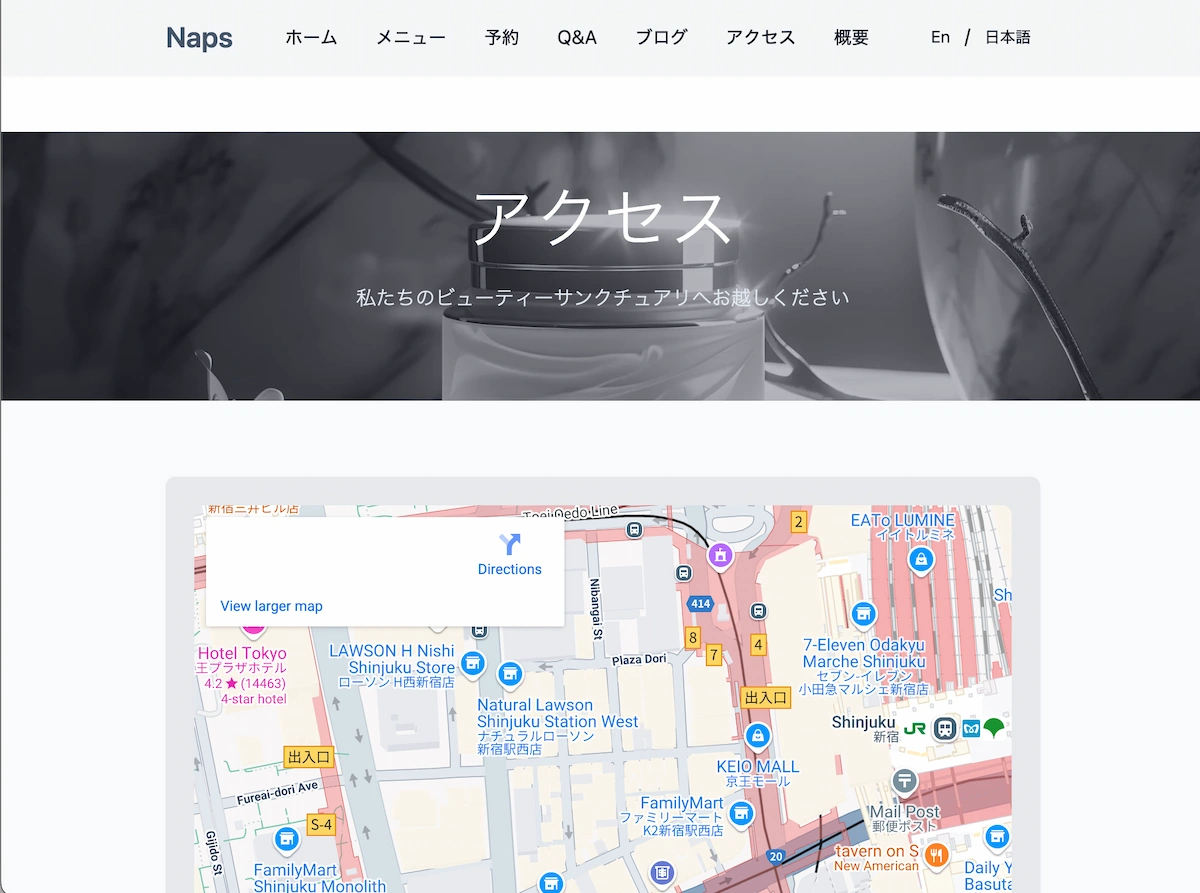 Naps ホーム メニュー 予約 Q&A ブログ アクセス 概要 En / 日本語
アクセス
私たちのビューティーサンクチュアリへお越しください
新宿三井ビル店
Toei Oedo Line
2
EATo LUMINE
イイトルミネ
Directions
View larger map
Nibangai St
414
8
7
4
Sh
Hotel Tokyo
王プラザホテル
4.2 ★ (14463)
4-star hotel
LAWSON H Nishi
Shinjuku Store
ローソン H西新宿店
Plaza Dori
7-Eleven Odakyu
Marche Shinjuku
セブン-イレブン
小田急マルシェ新宿店
出入口
Natural Lawson
Shinjuku Station West
ナチュラルローソン
新宿駅西店
Shinjuku
新宿
JR
KEIO MALL
京王モール
出入口
Fureai-dori Ave
S-4
Gijido St
FamilyMart
ファミリーマート
K2新宿駅西店
Mail Post
郵便ポスト
20
tavern on S
New American
FamilyMart
Shinjuku Monolith
Daily Y
Basuta